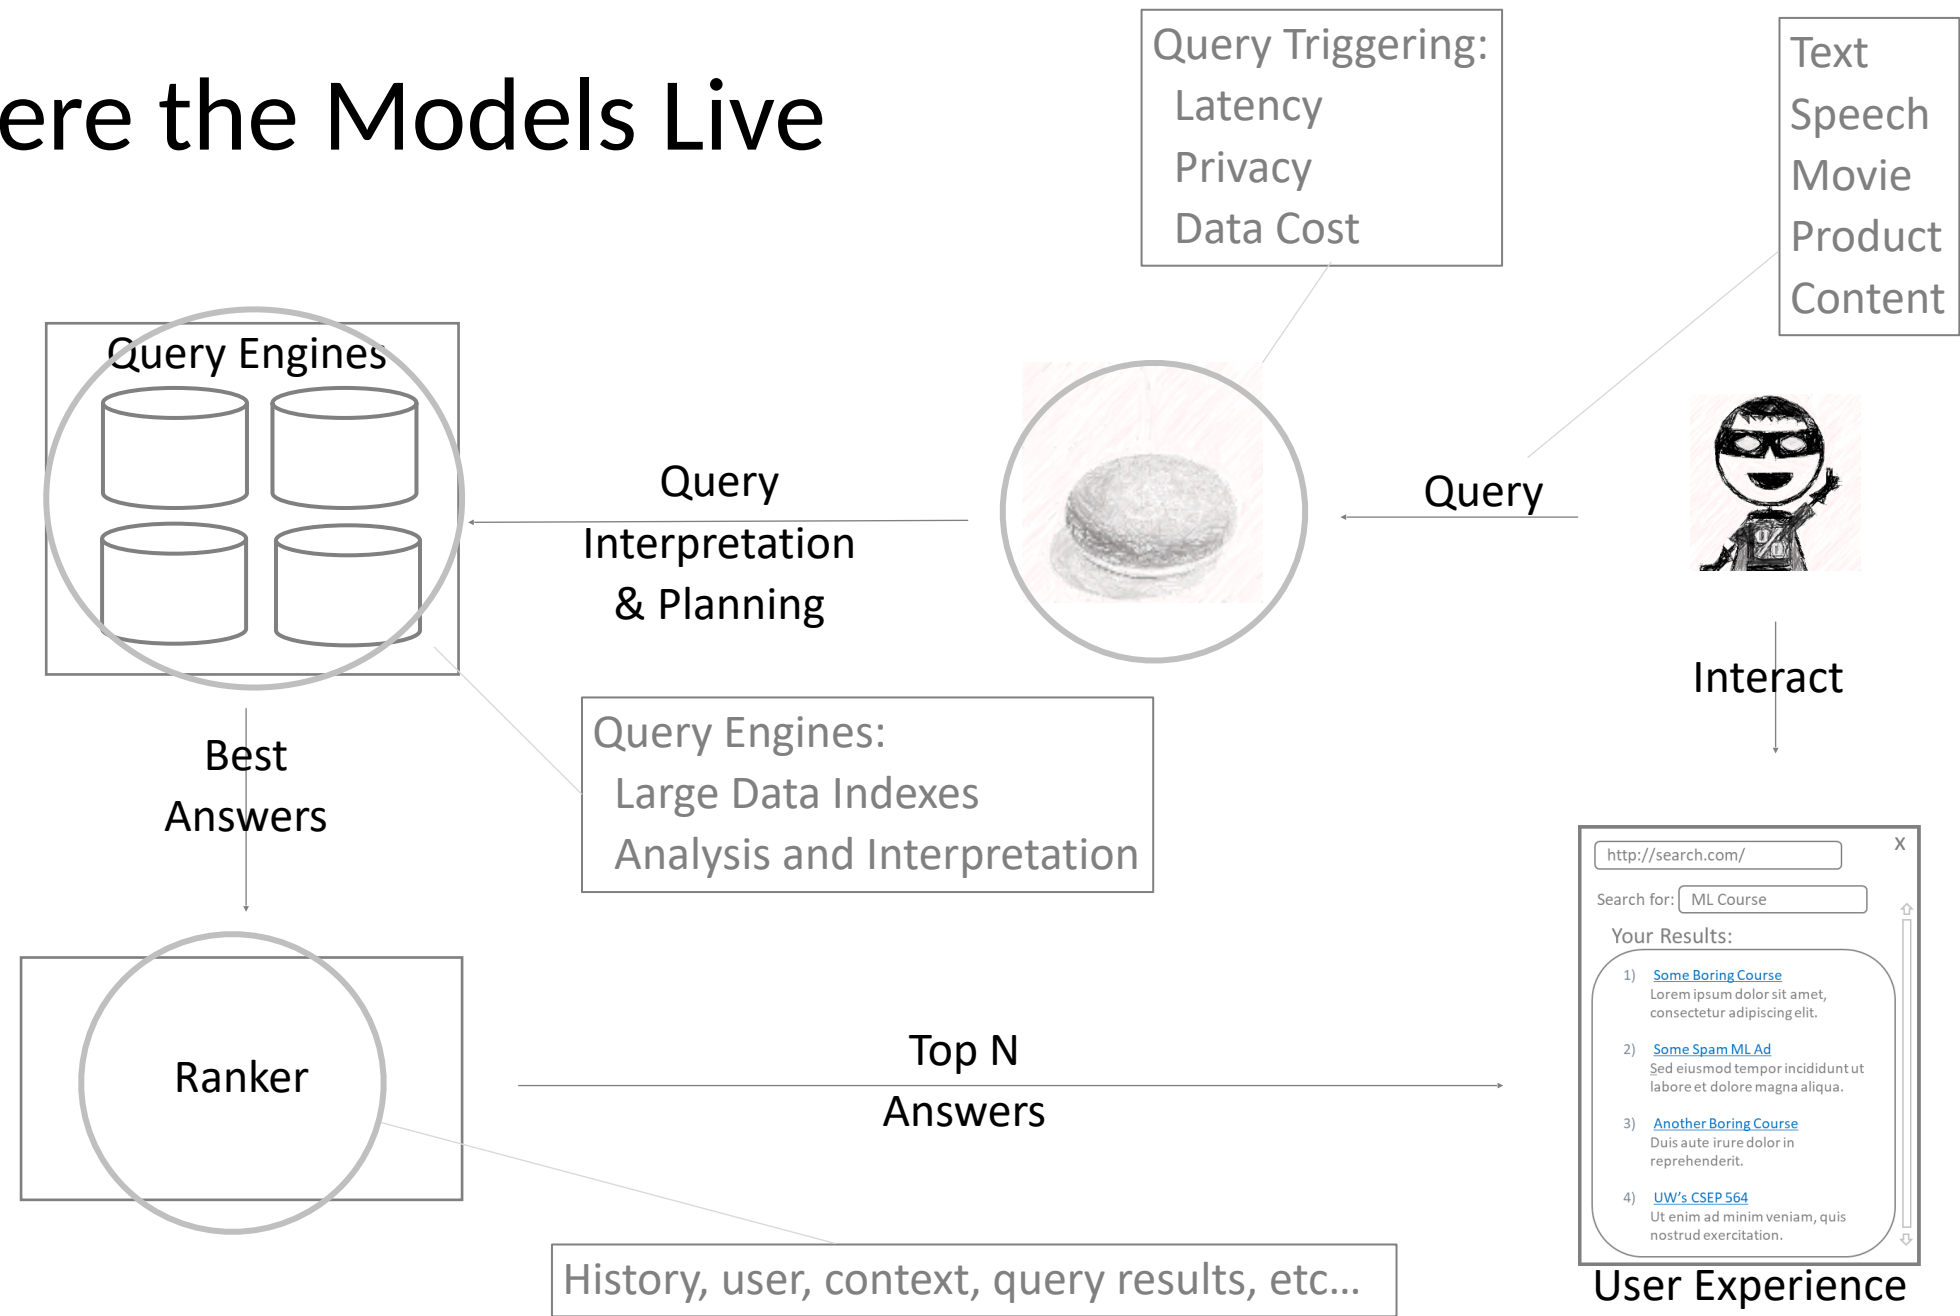 ere the Models Live
Query Triggering:
Latency
Privacy
Data Cost
Text
Speech
Movie
Product
Content
Query Engines
Query
Interpretation
& Planning
Query
%
Interact
Best
Answers
Query Engines:
Large Data Indexes
Analysis and Interpretation
Ranker
Top N
Answers
History, user, context, query results, etc...
http://search.com/
X
Search for: ML Course
Your Results:
1) Some Boring Course
Lorem ipsum dolor sit amet,
consectetur adipiscing elit.
2) Some Spam ML Ad
Sed eiusmod tempor incididunt ut
labore et dolore magna aliqua.
3) Another Boring Course
Duis aute irure dolor in
reprehenderit.
4) UW's CSEP 564
Ut enim ad minim veniam, quis
nostrud exercitation.
User Experience